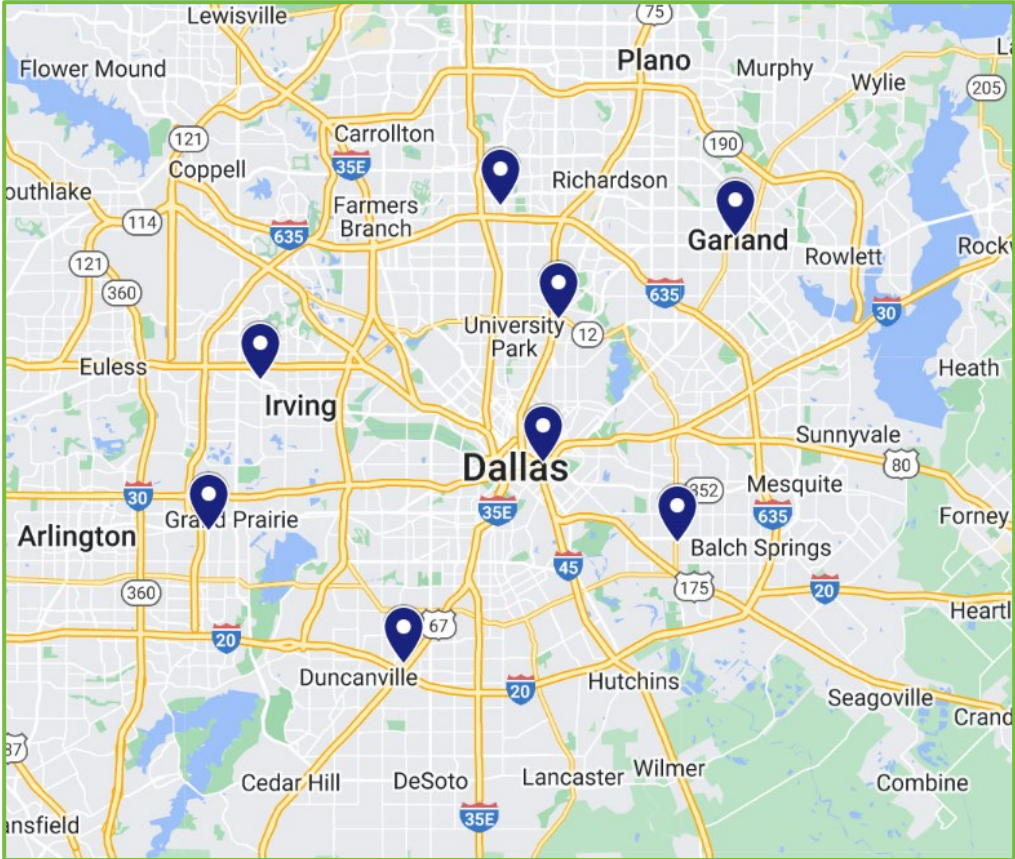 Lewisville
75
Plano
Murphy
Flower Mound
Wylie
205
121
Carrollton
190
35E
Coppell
Richardson
outhlake
Farmers
Branch
114
635
Garland
Rowlett
Rockw
121
360
635
30
University
Park
12
Euless
Heath
Irving
Sunnyvale
80
Dallas
30
352
Mesquite
35E
635
Forney
Grand Prairie
Arlington
Balch Springs
45
360
175
20
Heartl
67
20
Duncanville
20
Hutchins
Seagoville
Crand
87
Cedar Hill
DeSoto
Lancaster
Wilmer
Combine
35E
ansfield